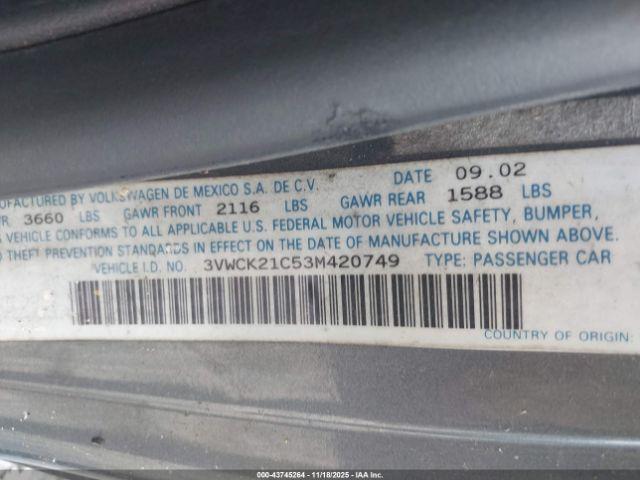 NUFACTURED BY VOLKSWAGEN DE MEXICO S.A. DE C.V. DATE 09.02
3660 LBS GAWR FRONT 2116 LBS GAWR REAR 1588 LBS
VEHICLE CONFORMS TO ALL APPLICABLE U.S. FEDERAL MOTOR VEHICLE SAFETY, BUMPER,
THEFT PREVENTION STANDARDS IN EFFECT ON THE DATE OF MANUFACTURE SHOWN ABOVE.
VEHICLE I.D. NO. 3VWCK21C53M420749 TYPE: PASSENGER CAR
COUNTRY OF ORIGIN:
000-43745264 - 11/18/2025 - IAA Inc.